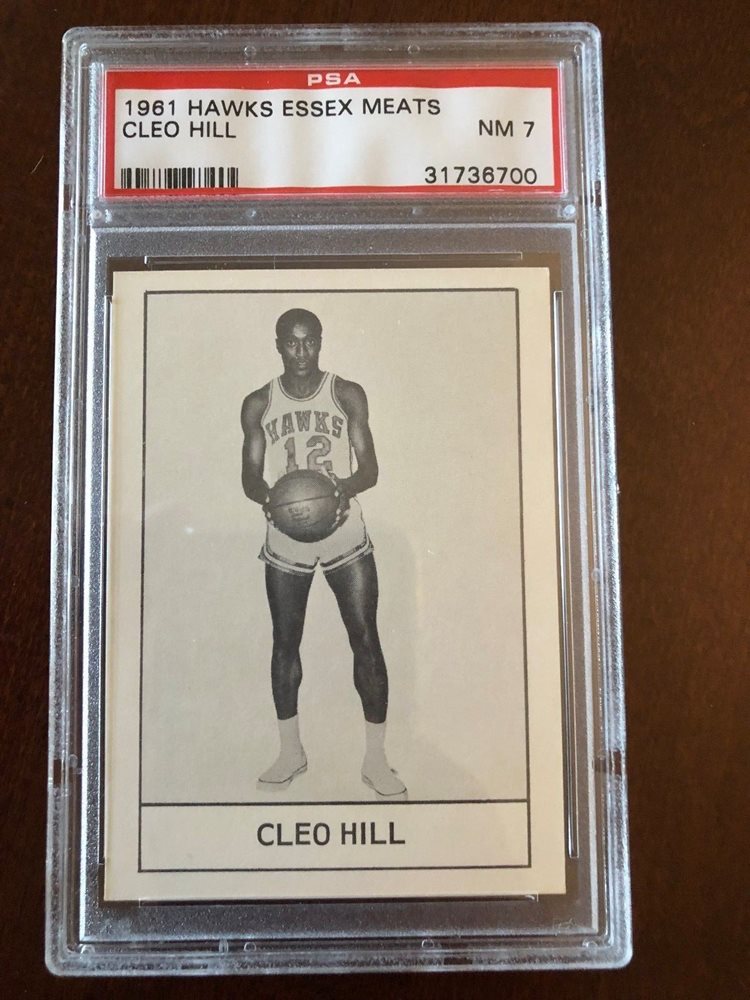 PSA
1961 HAWKS ESSEX MEATS
CLEO HILL NM 7
31736700
HAWKS
12
CLEO HILL